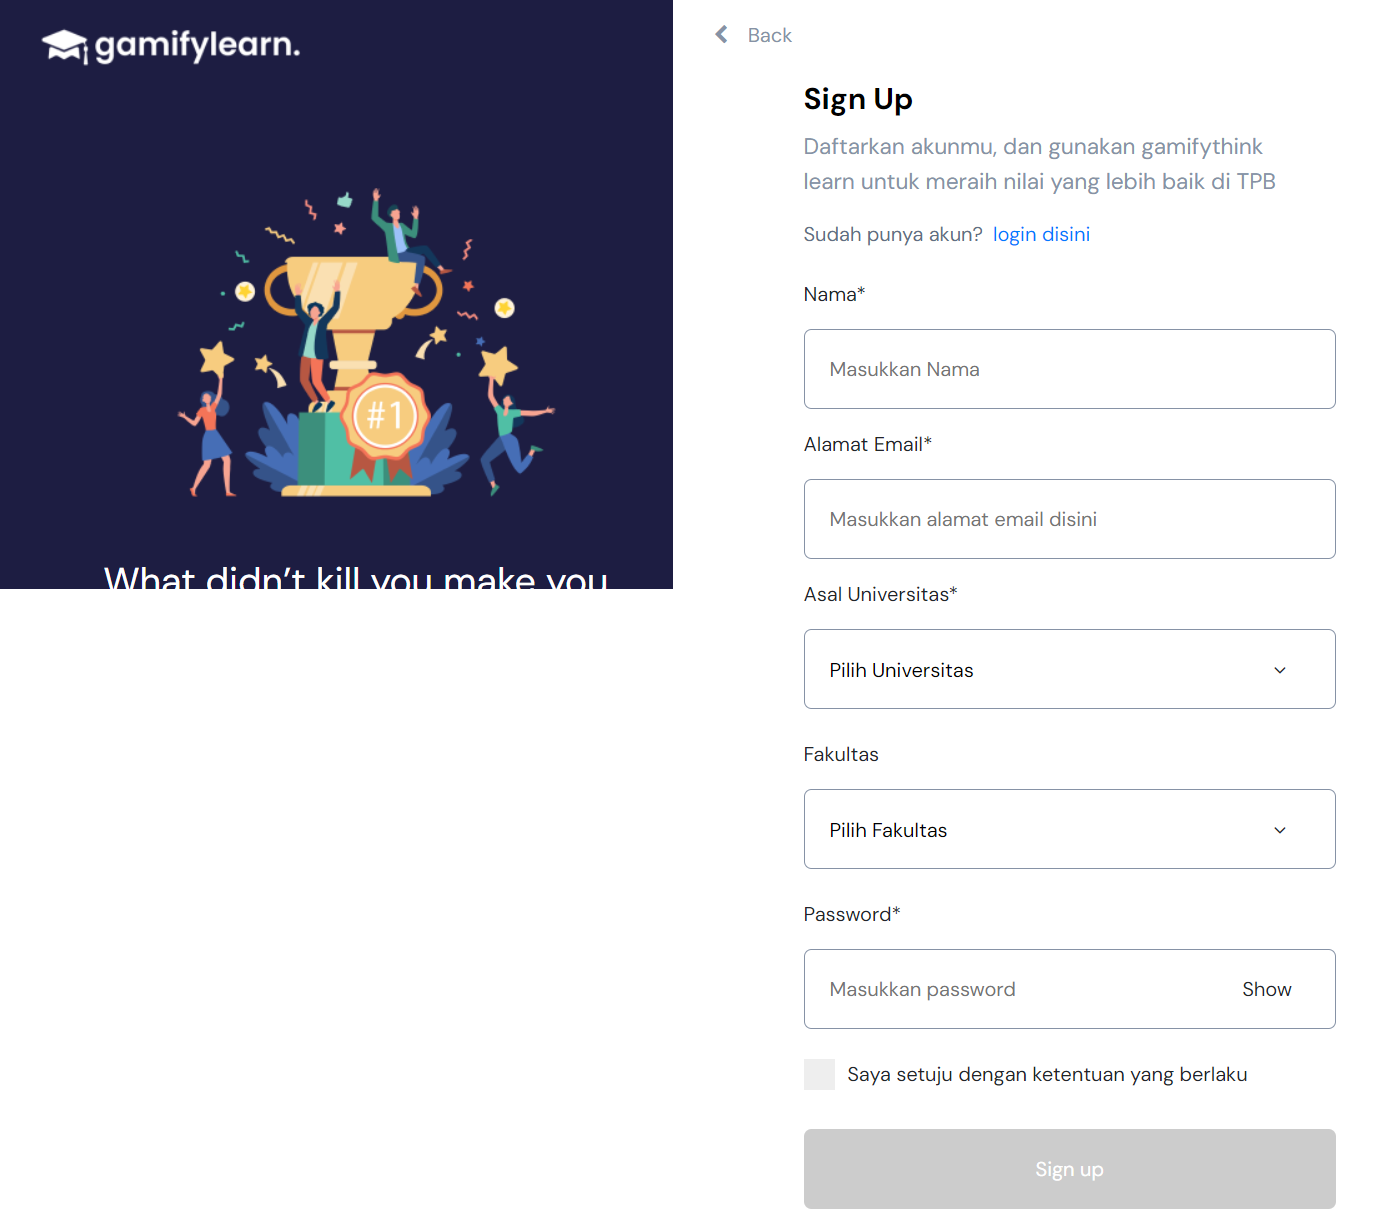 gamifylearn.
#1
What didn't kill you make you
Back
Sign Up
Daftarkan akunmu, dan gunakan gamifythink
learn untuk meraih nilai yang lebih baik di TPB
Sudah punya akun? login disini
Nama*
Masukkan Nama
Alamat Email*
Masukkan alamat email disini
Asal Universitas*
Pilih Universitas
Fakultas
Pilih Fakultas
Password*
Masukkan password Show
Saya setuju dengan ketentuan yang berlaku
Sign up